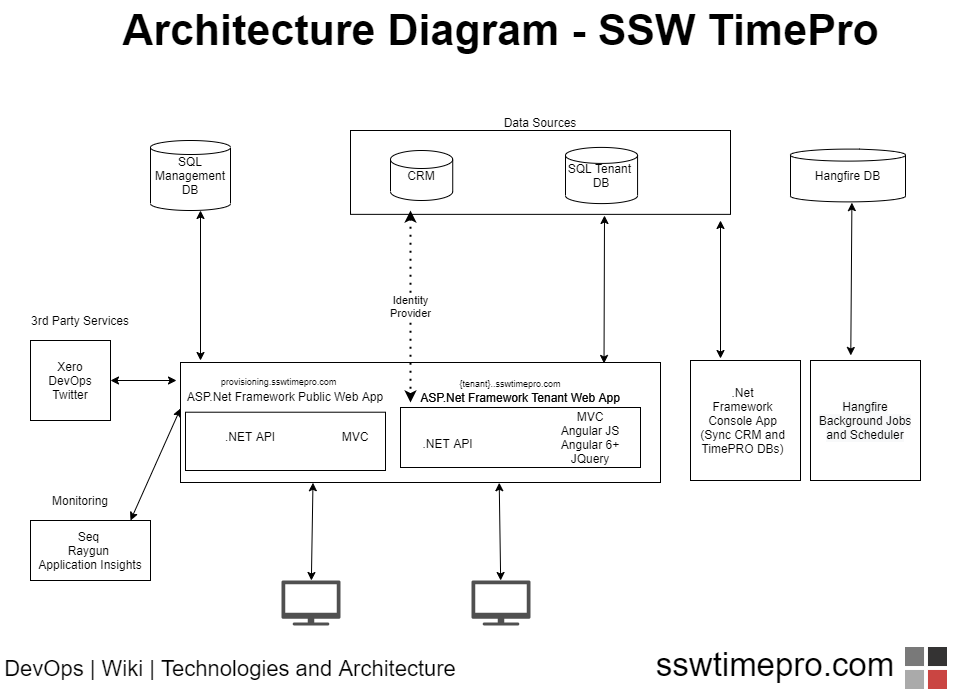 Architecture Diagram - SSW TimePro
Data Sources
SQL
Management
DB
CRM
SQL Tenant
DB
Hangfire DB
Identity
Provider
3rd Party Services
Xero
DevOps
Twitter
provisioning.sswtimepro.com
ASP.Net Framework Public Web App
.NET API
MVC
{tenant}..sswtimepro.com
ASP.Net Framework Tenant Web App
.NET API
MVC
Angular JS
Angular 6+
JQuery
.Net
Framework
Console App
(Sync CRM and
TimePRO DBs)
Hangfire
Background Jobs
and Scheduler
Monitoring
Seq
Raygun
Application Insights
DevOps | Wiki | Technologies and Architecture
sswtimepro.com